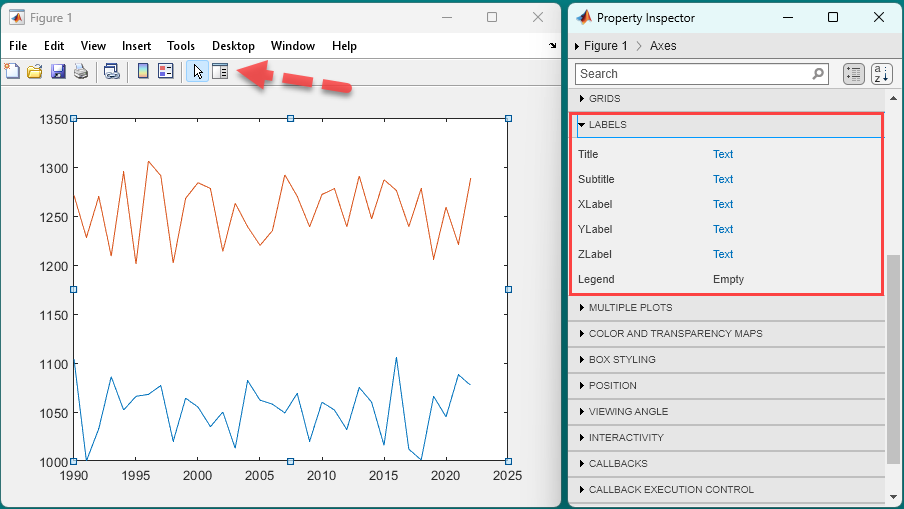 Figure 1
File Edit View Insert Tools Desktop Window Help
1350
1300
1250
1200
1150
1100
1050
1000
1990 1995 2000 2005 2010 2015 2020 2025
Property Inspector
Figure 1 Axes
Search
GRIDS
LABELS
Title Text
Subtitle Text
XLabel Text
YLabel Text
ZLabel Text
Legend Empty
MULTIPLE PLOTS
COLOR AND TRANSPARENCY MAPS
BOX STYLING
POSITION
VIEWING ANGLE
INTERACTIVITY
CALLBACKS
CALLBACK EXECUTION CONTROL